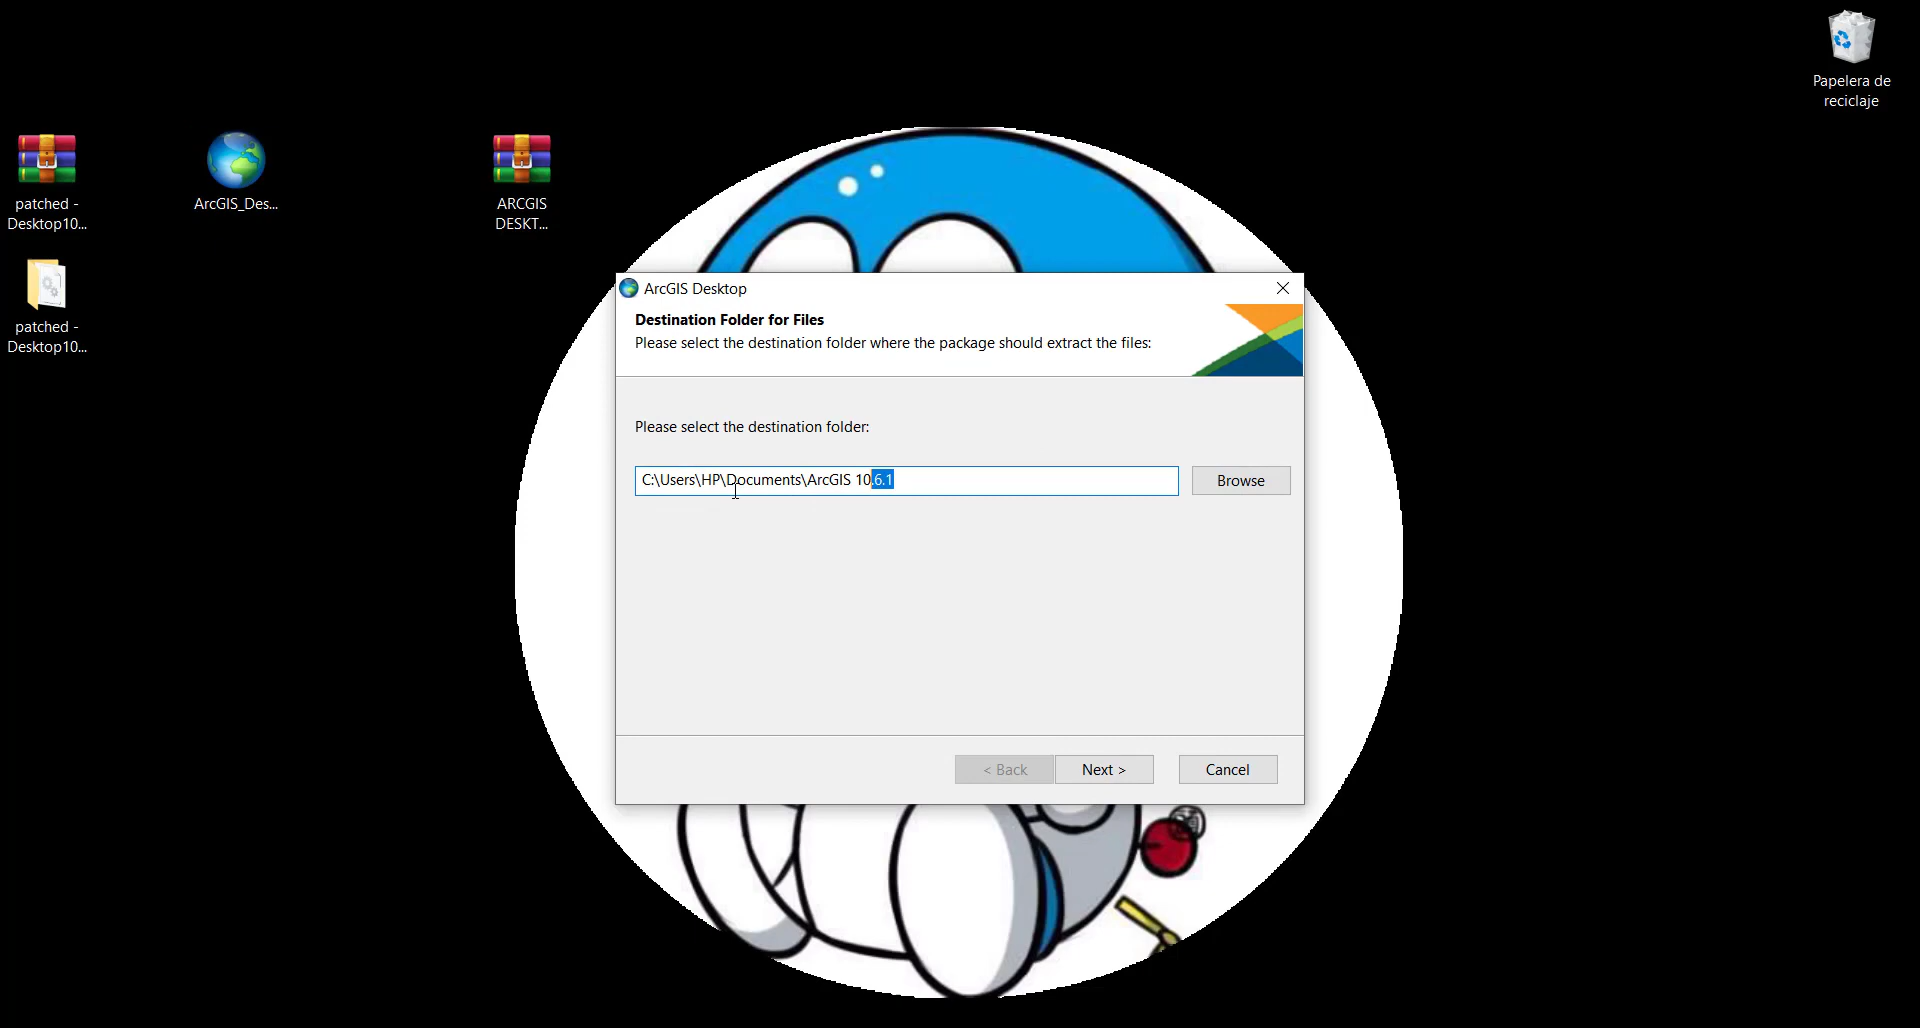 Papelera de
reciclaje
patched -
Desktop10...
ArcGIS_Des...
ARCGIS
DESKT...
patched -
Desktop10...
ArcGIS Desktop
Destination Folder for Files
Please select the destination folder where the package should extract the files:
Please select the destination folder:
C:\Users\HP\Documents\ArcGIS 10.6.1
Browse
< Back
Next >
Cancel